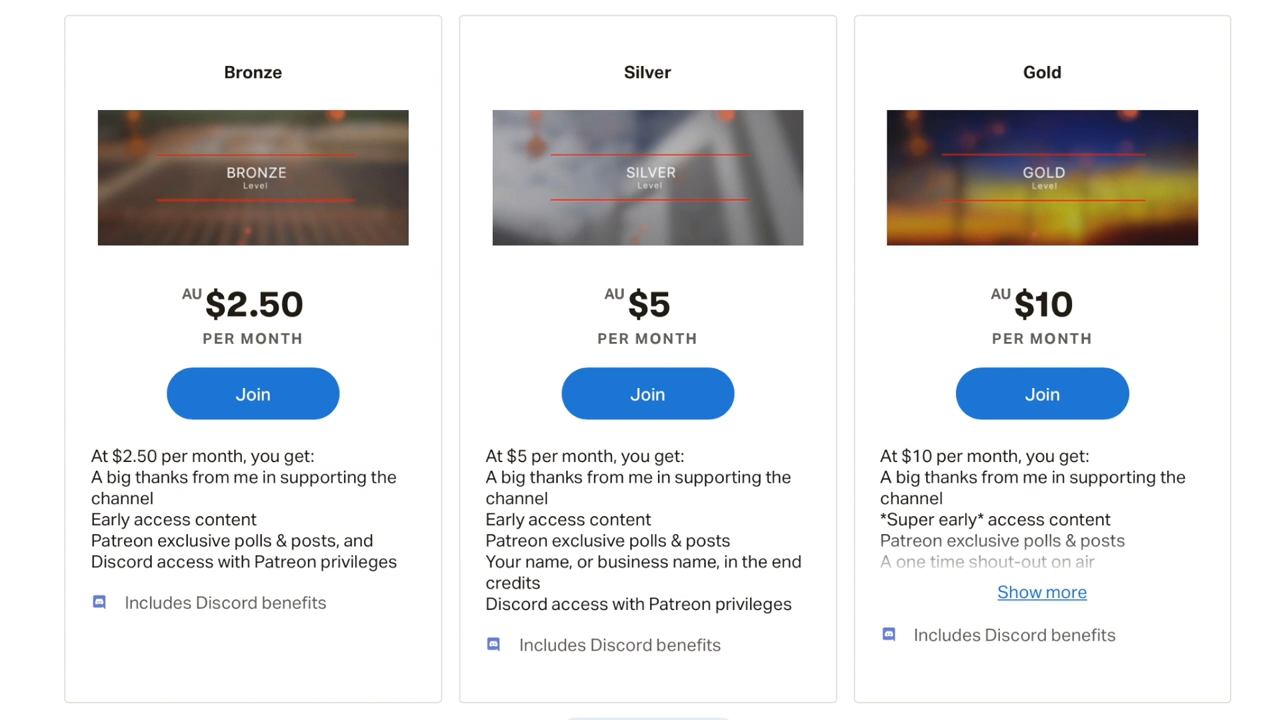 Bronze
BRONZE
Level
AU $2.50
PER MONTH
Join
At $2.50 per month, you get:
A big thanks from me in supporting the
channel
Early access content
Patreon exclusive polls & posts, and
Discord access with Patreon privileges
Includes Discord benefits
Silver
SILVER
Level
AU $5
PER MONTH
Join
At $5 per month, you get:
A big thanks from me in supporting the
channel
Early access content
Patreon exclusive polls & posts
Your name, or business name, in the end
credits
Discord access with Patreon privileges
Includes Discord benefits
Gold
GOLD
Level
AU $10
PER MONTH
Join
At $10 per month, you get:
A big thanks from me in supporting the
channel
*Super early* access content
Patreon exclusive polls & posts
A one time shout-out on air
Show more
Includes Discord benefits